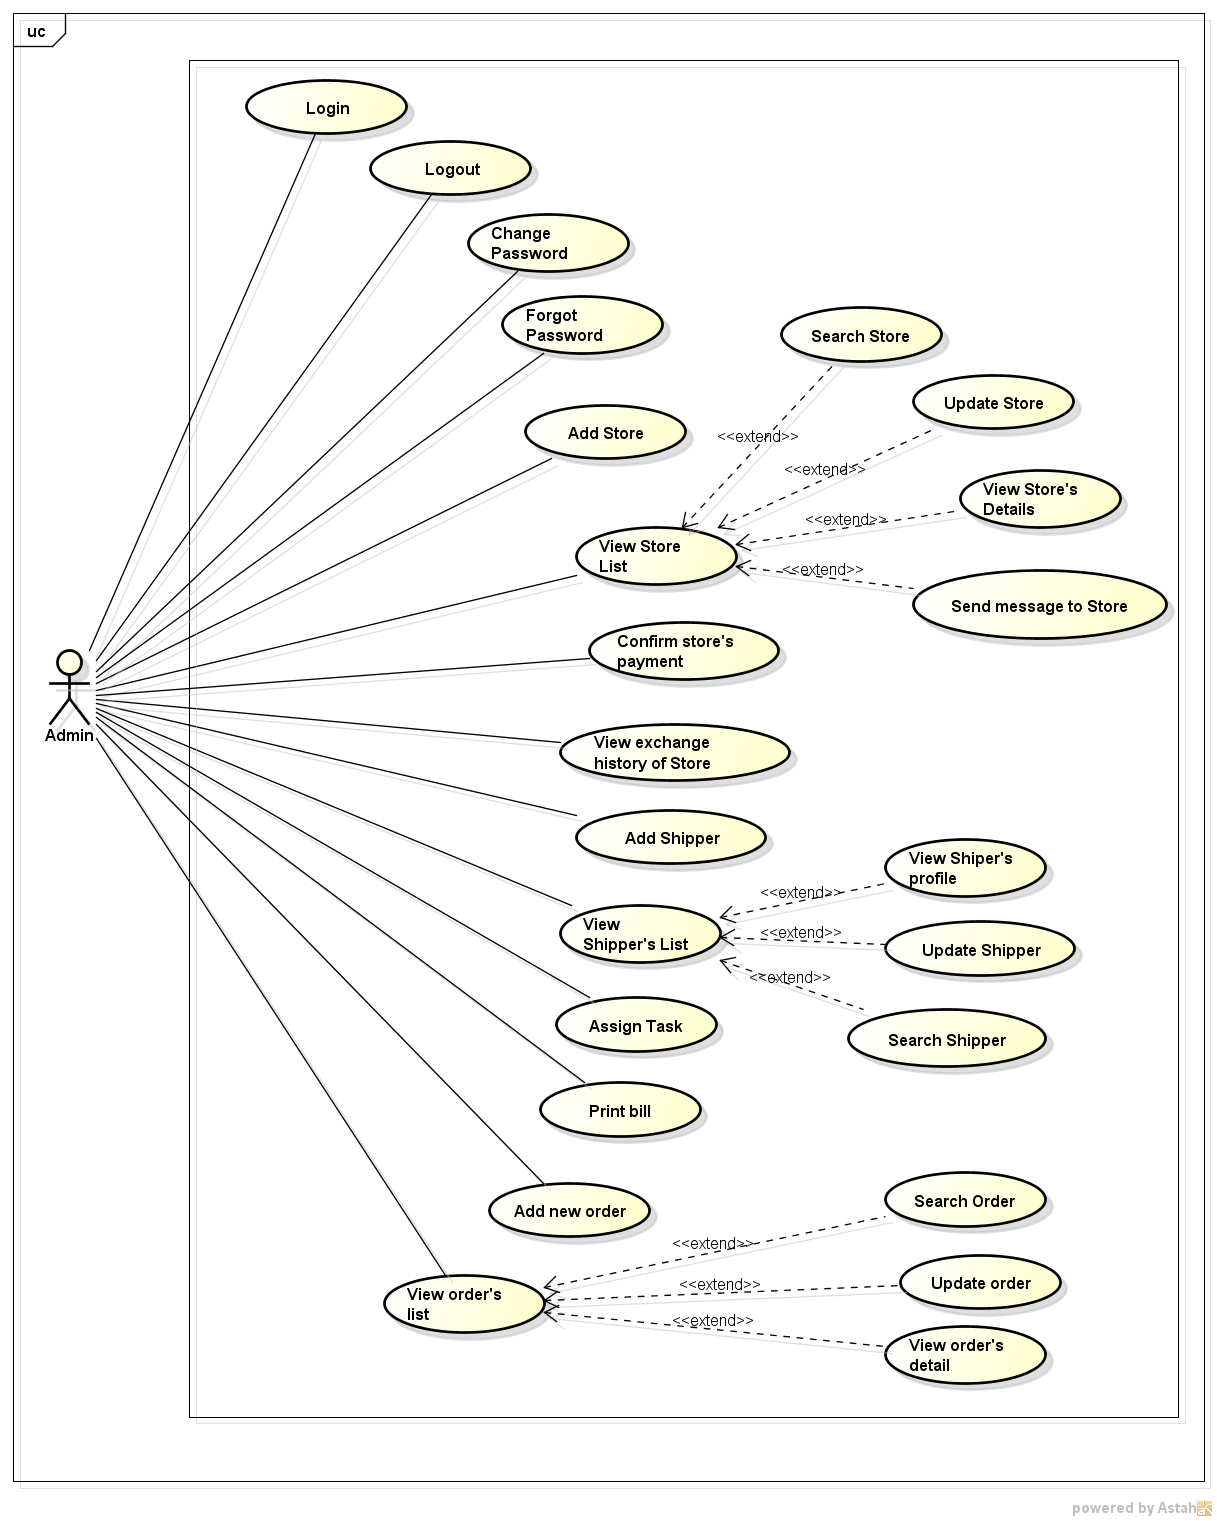 uc
Login
Logout
Change
Password
Forgot
Password
Search Store
Update Store
Add Store
<<extend>>
<<extend>>
View Store's
Details
<<extend>>
View Store
List
<<extend>>
Send message to Store
Confirm store's
payment
Admin
View exchange
history of Store
Add Shipper
View Shiper's
profile
<<extend>>
View
Shipper's List
<<extend>>
Update Shipper
<<extend>>
Assign Task
Search Shipper
Print bill
Add new order
Search Order
<<extend>>
<<extend>>
Update order
View order's
list
<<extend>>
View order's
detail
powered by Astah